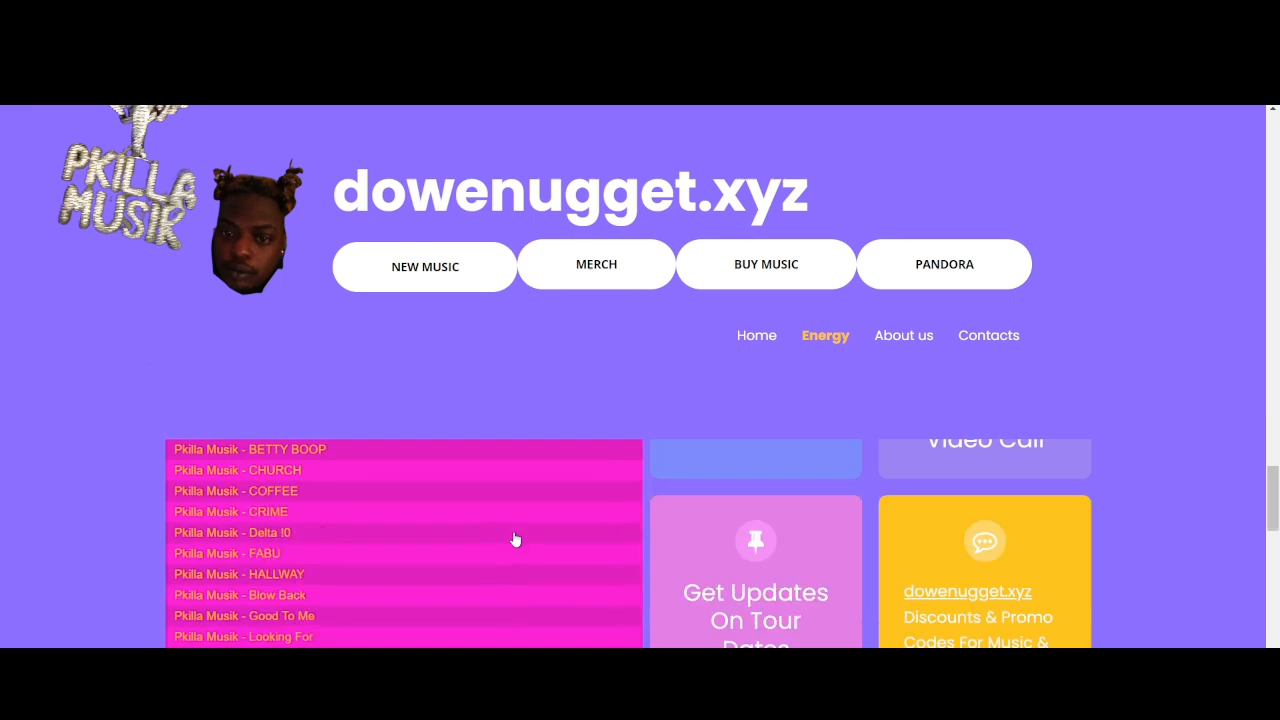 PKILLA
MUSIK
dowenugget.xyz
NEW MUSIC
MERCH
BUY MUSIC
PANDORA
Home
Energy
About us
Contacts
Pkilla Musik - BETTY BOOP
Pkilla Musik - CHURCH
Pkilla Musik - COFFEE
Pkilla Musik - CRIME
Pkilla Musik - Delta !0
Pkilla Musik - FABU
Pkilla Musik - HALLWAY
Pkilla Musik - Blow Back
Pkilla Musik - Good To Me
Pkilla Musik - Looking For
Video Call
Get Updates
On Tour
Dates
dowenugget.xyz
Discounts & Promo
Codes For Music &